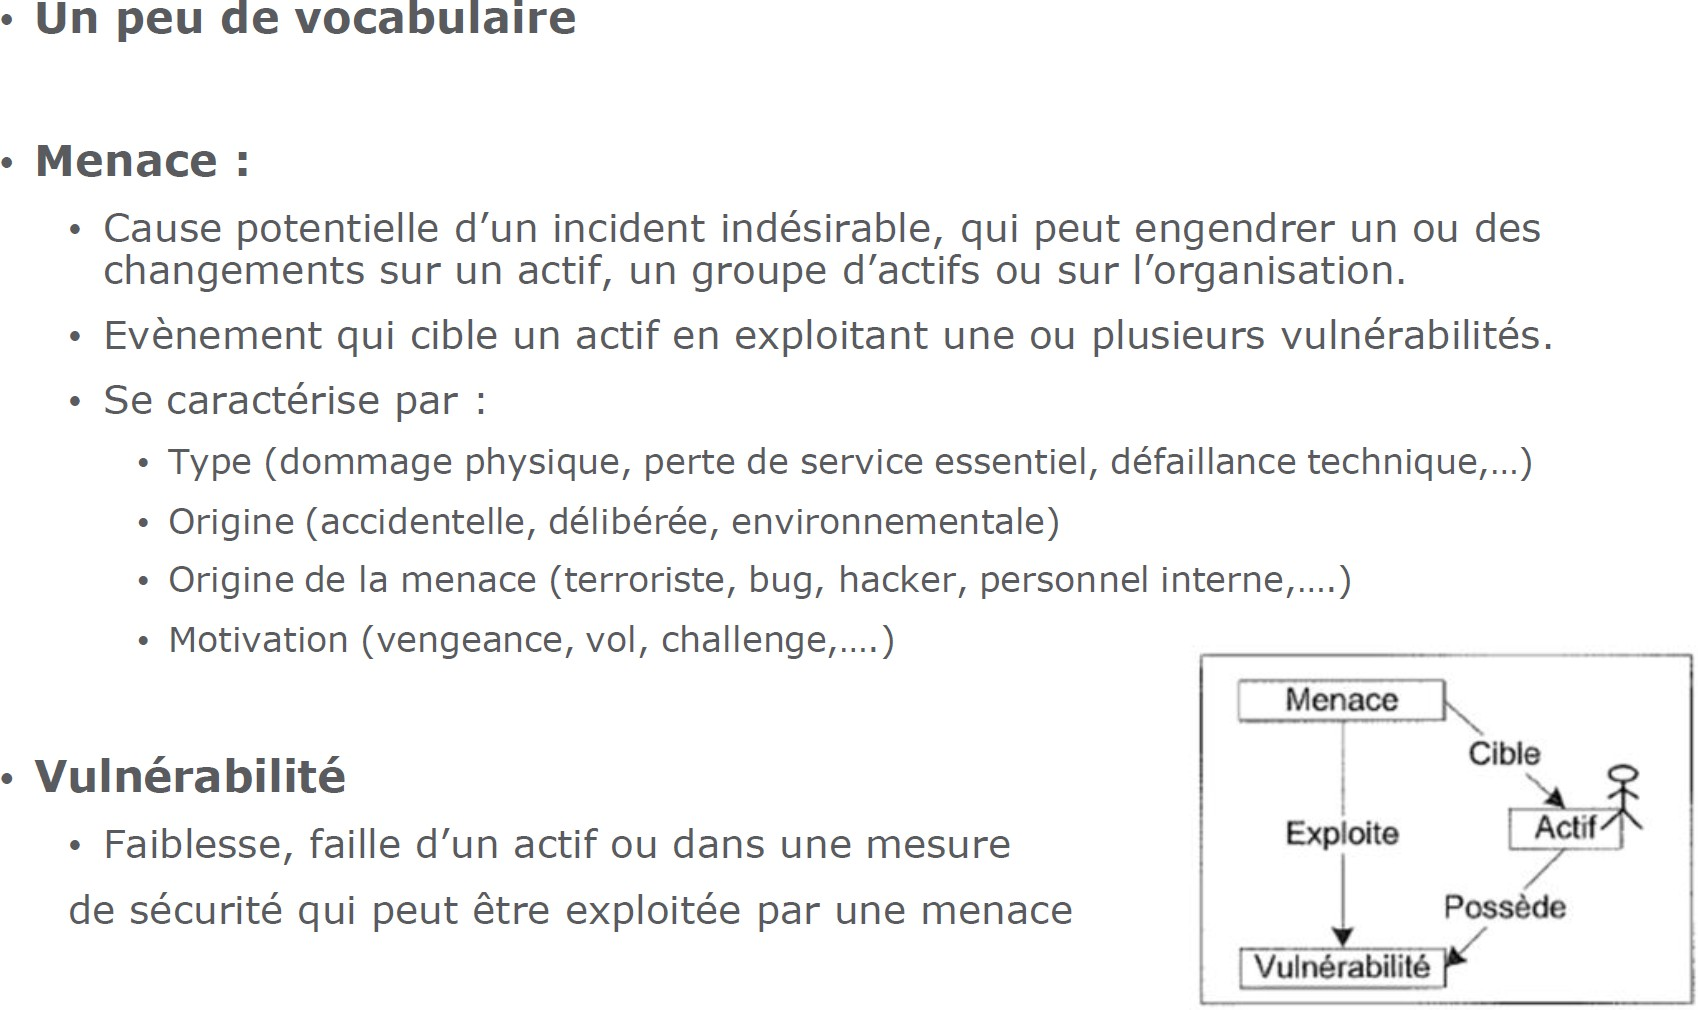 • Un peu de vocabulaire
• Menace :
• Cause potentielle d’un incident indésirable, qui peut engendrer un ou des
changements sur un actif, un groupe d’actifs ou sur l’organisation.
• Evènement qui cible un actif en exploitant une ou plusieurs vulnérabilités.
• Se caractérise par :
• Type (dommage physique, perte de service essentiel, défaillance technique,…)
• Origine (accidentelle, délibérée, environnementale)
• Origine de la menace (terroriste, bug, hacker, personnel interne,….)
• Motivation (vengeance, vol, challenge,….)
• Vulnérabilité
• Faiblesse, faille d’un actif ou dans une mesure
de sécurité qui peut être exploitée par une menace
Menace
Cible
Actif
Exploite
Possède
Vulnérabilité